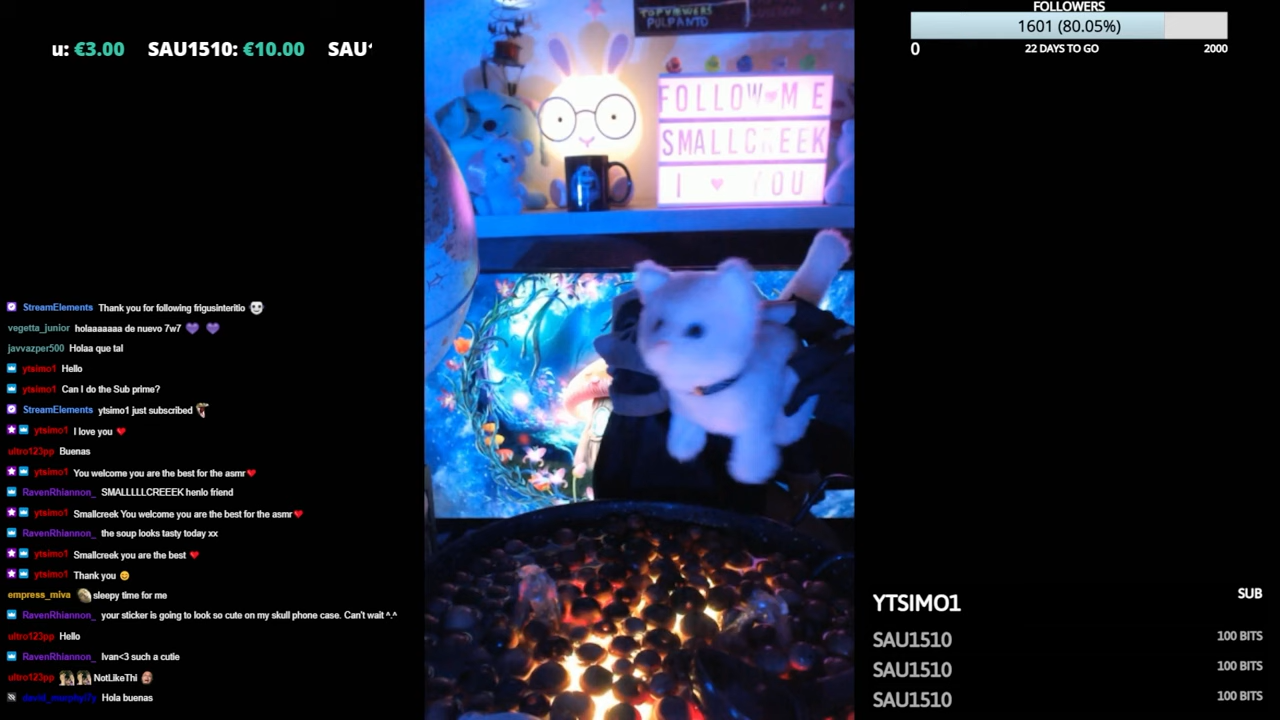 u: €3.00 SAU1510: €10.00 SAU
StreamElements Thank you for following frigusinteritio
vegetta_junior holaaaaaaa de nuevo 7w7
javvazper500 Holaa que tal
ytsimo1 Hello
ytsimo1 Can I do the Sub prime?
StreamElements ytsimo1 just subscribed
ytsimo1 I love you
ultro123pp Buenas
ytsimo1 You welcome you are the best for the asmr
RavenRhiannon_ SMALLLLLCREEEK henlo friend
ytsimo1 Smallcreek You welcome you are the best for the asmr
RavenRhiannon_ the soup looks tasty today xx
ytsimo1 Smallcreek you are the best
ytsimo1 Thank you
empress_miva sleepy time for me
RavenRhiannon_ your sticker is going to look so cute on my skull phone case. Can't wait ^.^
ultro123pp Hello
RavenRhiannon_ Ivan<3 such a cutie
ultro123pp NotLikeThi
Hola buenas
TOPVIEWERS
PULPANTO
FOLLOW♥ME
SMALLCREEK
I ♥ YOU
FOLLOWERS
1601 (80.05%)
0 22 DAYS TO GO 2000
YTSIMO1 SUB
SAU1510 100 BITS
SAU1510 100 BITS
SAU1510 100 BITS